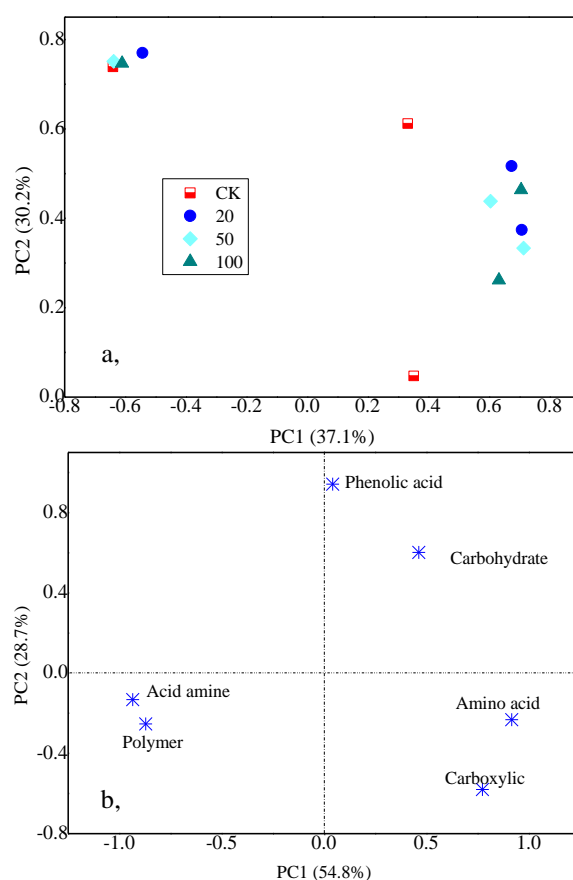 0.8
0.6
0.4
0.2
0.0
PC2 (30.2%)
CK
20
50
100
a,
-0.8 -0.6 -0.4 -0.2 0.0 0.2 0.4 0.6 0.8
PC1 (37.1%)
0.8
0.4
0.0
-0.4
-0.8
PC2 (28.7%)
Phenolic acid
Carbohydrate
Acid amine
Polymer
Amino acid
Carboxylic
b,
-1.0 -0.5 0.0 0.5 1.0
PC1 (54.8%)